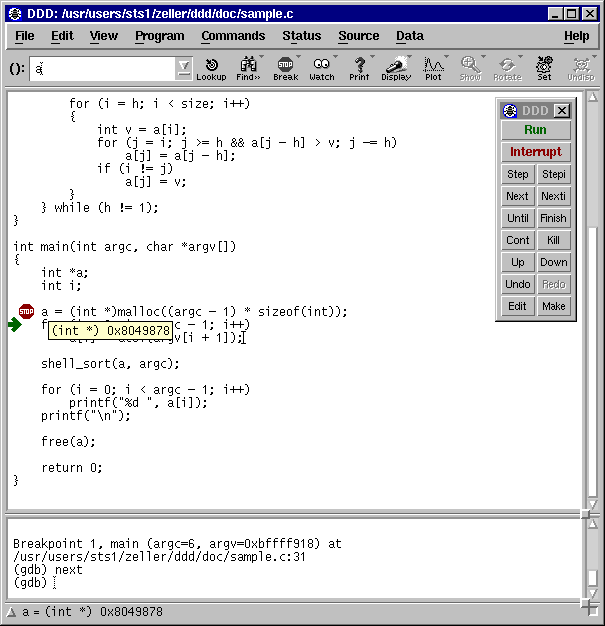 DDD: /usr/users/sts1/zeller/ddd/doc/sample.c
File Edit View Program Commands Status Source Data Help
(): a
Lookup Find>> Break Watch Print Display Plot Show Rotate Set Undisp
for (i = h; i < size; i++)
{
int v = a[i];
for (j = i; j >= h && a[j - h] > v; j -= h)
a[j] = a[j - h];
if (i != j)
a[j] = v;
}
} while (h != 1);
}
int main(int argc, char *argv[])
{
int *a;
int i;
STOP a = (int *)malloc((argc - 1) * sizeof(int));
gc - 1; i++)
(int *) 0x8049878
v[i + 1]);
shell_sort(a, argc);
for (i = 0; i < argc - 1; i++)
printf("%d ", a[i]);
printf("\n");
free(a);
return 0;
}
DDD
Run
Interrupt
Step Stepi
Next Nexti
Until Finish
Cont Kill
Up Down
Undo Redo
Edit Make
Breakpoint 1, main (argc=6, argv=0xbffff918) at
/usr/users/sts1/zeller/ddd/doc/sample.c:31
(gdb) next
(gdb)
a = (int *) 0x8049878